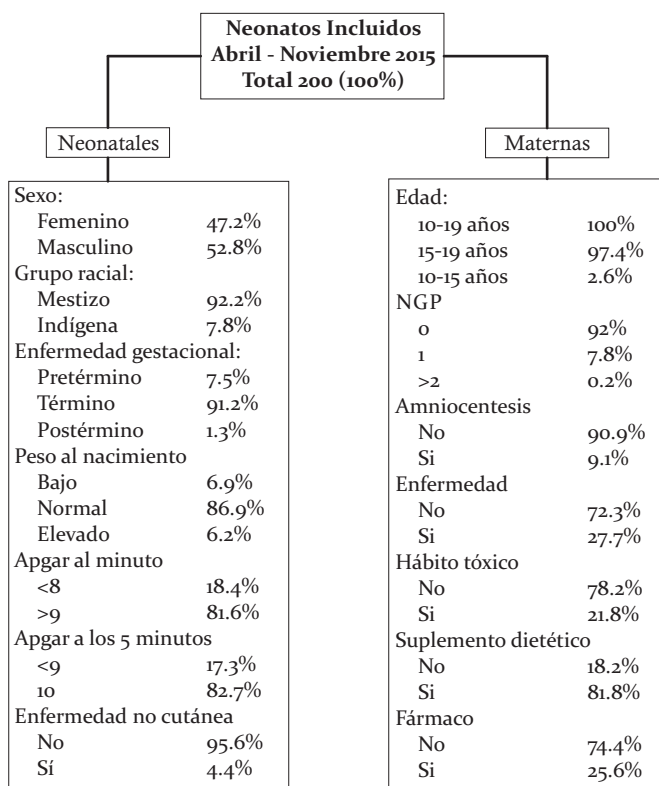 Neonatos Incluidos
Abril - Noviembre 2015
Total 200 (100%)
Neonatales
Sexo:
Femenino 47.2%
Masculino 52.8%
Grupo racial:
Mestizo 92.2%
Indígena 7.8%
Enfermedad gestacional:
Pretérmino 7.5%
Término 91.2%
Postérmino 1.3%
Peso al nacimiento
Bajo 6.9%
Normal 86.9%
Elevado 6.2%
Apgar al minuto
<8 18.4%
>9 81.6%
Apgar a los 5 minutos
<9 17.3%
10 82.7%
Enfermedad no cutánea
No 95.6%
Sí 4.4%
Maternas
Edad:
10-19 años 100%
15-19 años 97.4%
10-15 años 2.6%
NGP
0 92%
1 7.8%
>2 0.2%
Amniocentesis
No 90.9%
Si 9.1%
Enfermedad
No 72.3%
Si 27.7%
Hábito tóxico
No 78.2%
Si 21.8%
Suplemento dietético
No 18.2%
Si 81.8%
Fármaco
No 74.4%
Si 25.6%